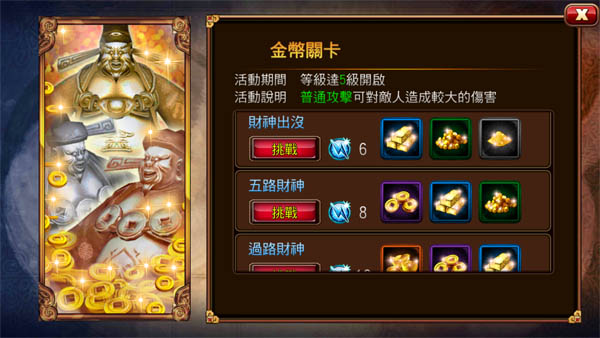 金幣關卡
活動期間 等級達5級開啟
活動說明 普通攻擊可對敵人造成較大的傷害
財神出沒
挑戰 6
五路財神
挑戰 8
過路財神